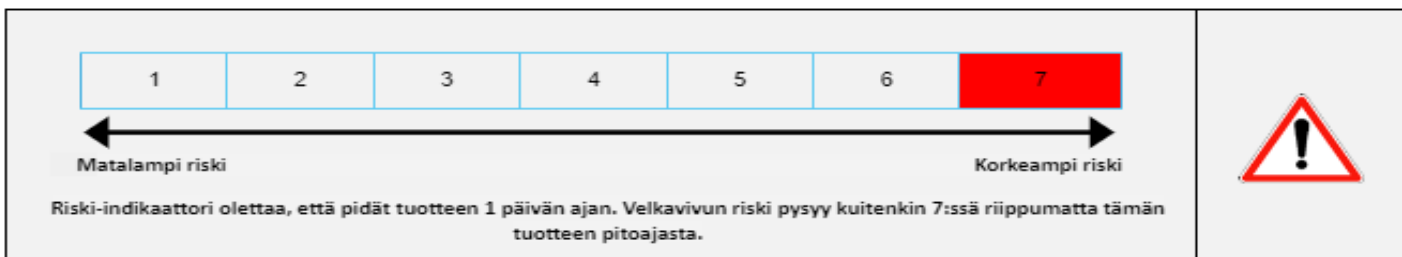 1 2 3 4 5 6 7
Matalampi riski Korkeampi riski
Riski-indikaattori olettaa, että pidät tuotteen 1 päivän ajan. Velkavivun riski pysyy kuitenkin 7:ssä riippumatta tämän
tuotteen pitoajasta.